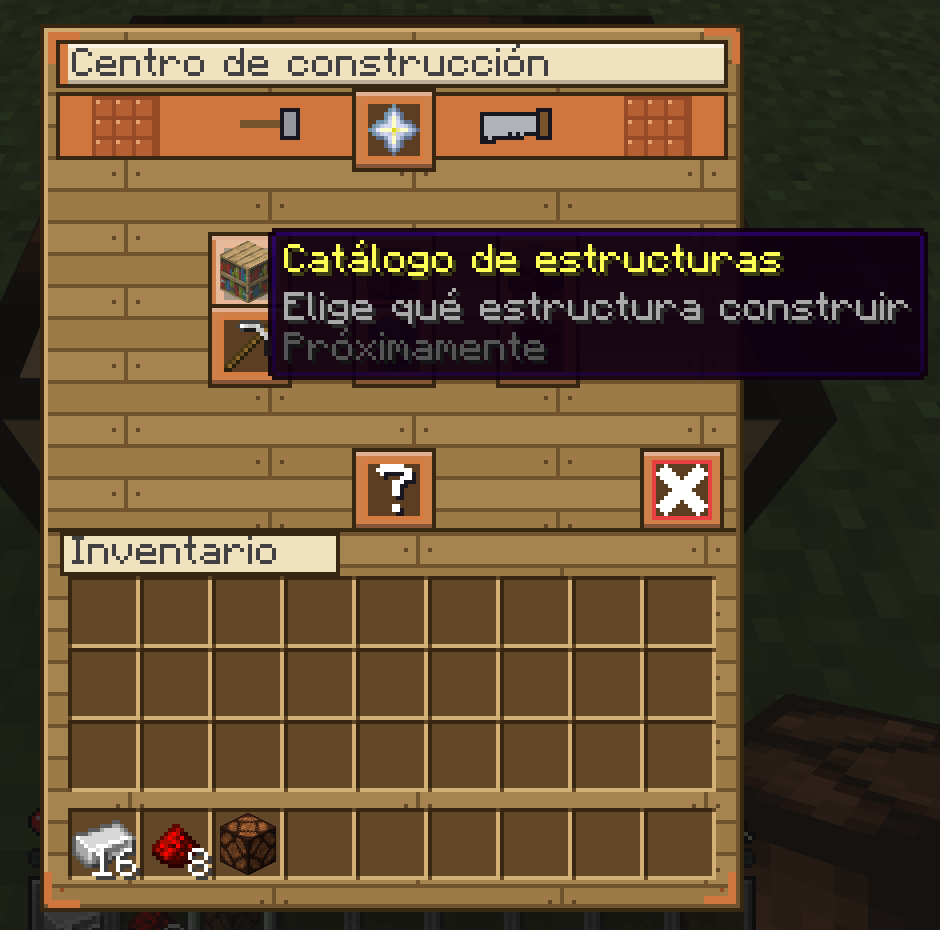 Centro de construcción
Catálogo de estructuras
Elige qué estructura construir
Próximamente
?
Inventario
16
8